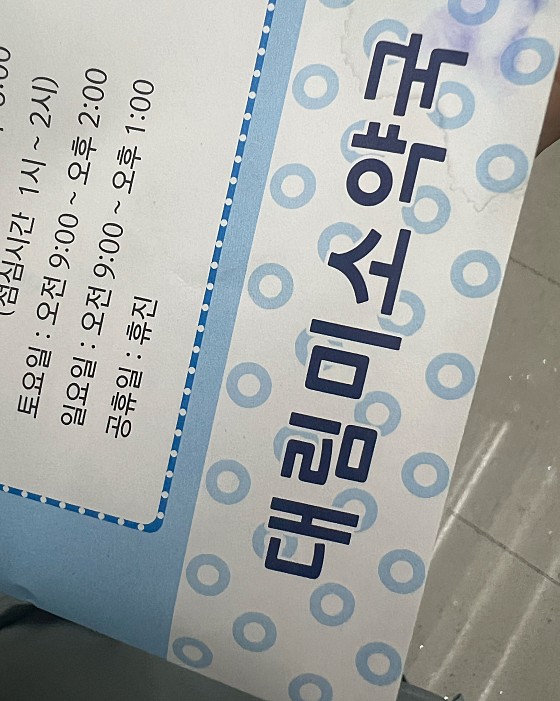 (점심시간 1시 ~ 2시)
토요일 : 오전 9:00 ~ 오후 2:00
일요일 : 오전 9:00 ~ 오후 1:00
공휴일 : 휴진
대림미소약국